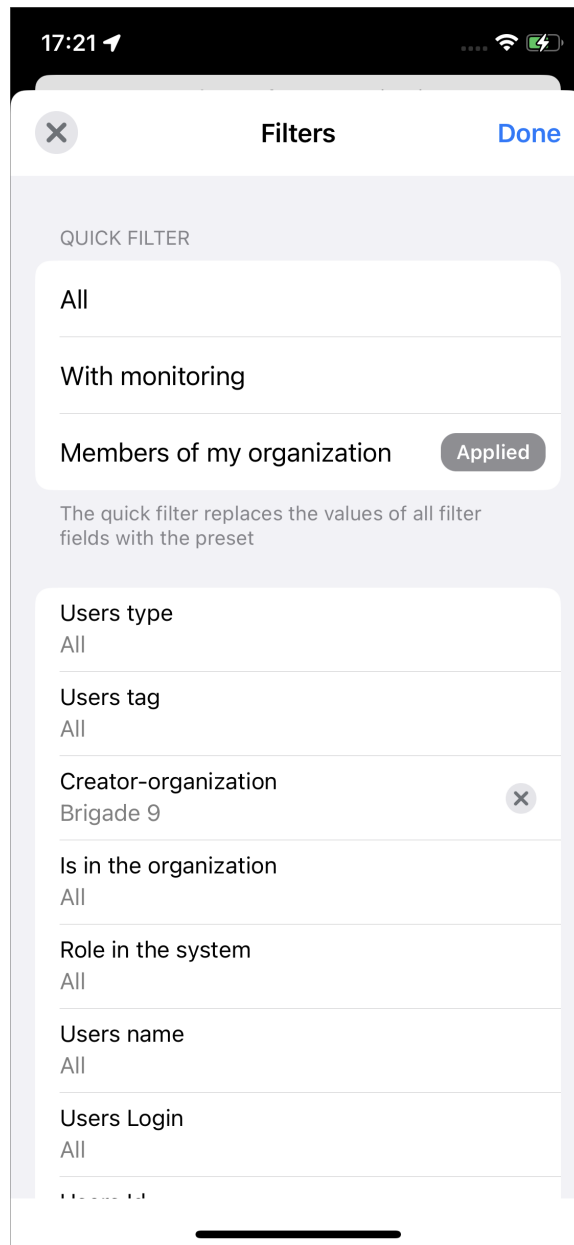 17:21
Filters
Done
QUICK FILTER
All
With monitoring
Members of my organization
Applied
The quick filter replaces the values of all filter
fields with the preset
Users type
All
Users tag
All
Creator-organization
Brigade 9
Is in the organization
All
Role in the system
All
Users name
All
Users Login
All